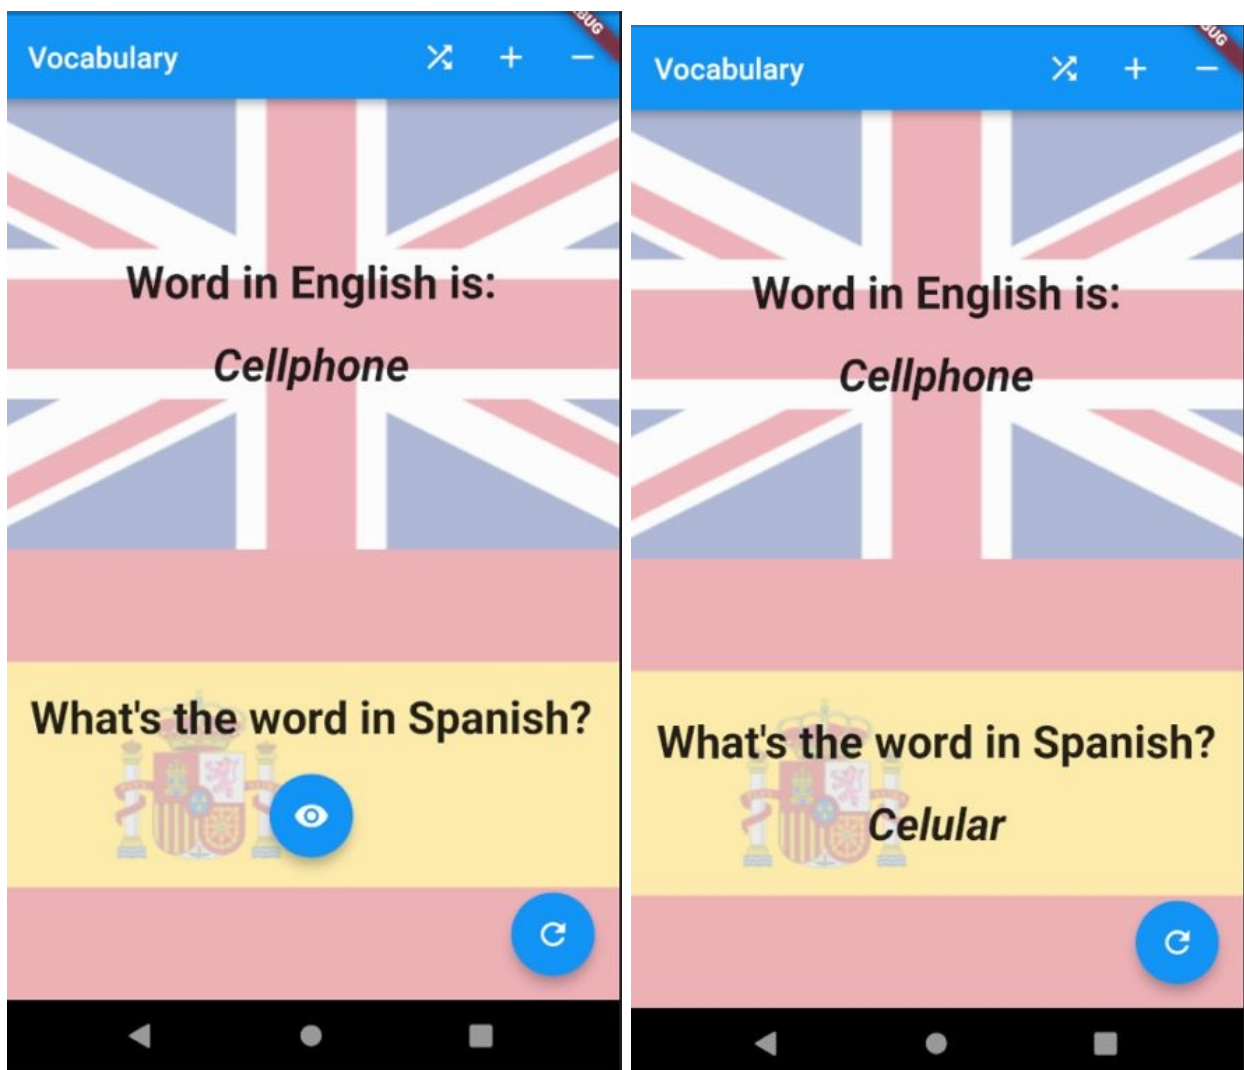 Vocabulary
Word in English is:
Cellphone
What's the word in Spanish?
Vocabulary
Word in English is:
Cellphone
What's the word in Spanish?
Celular